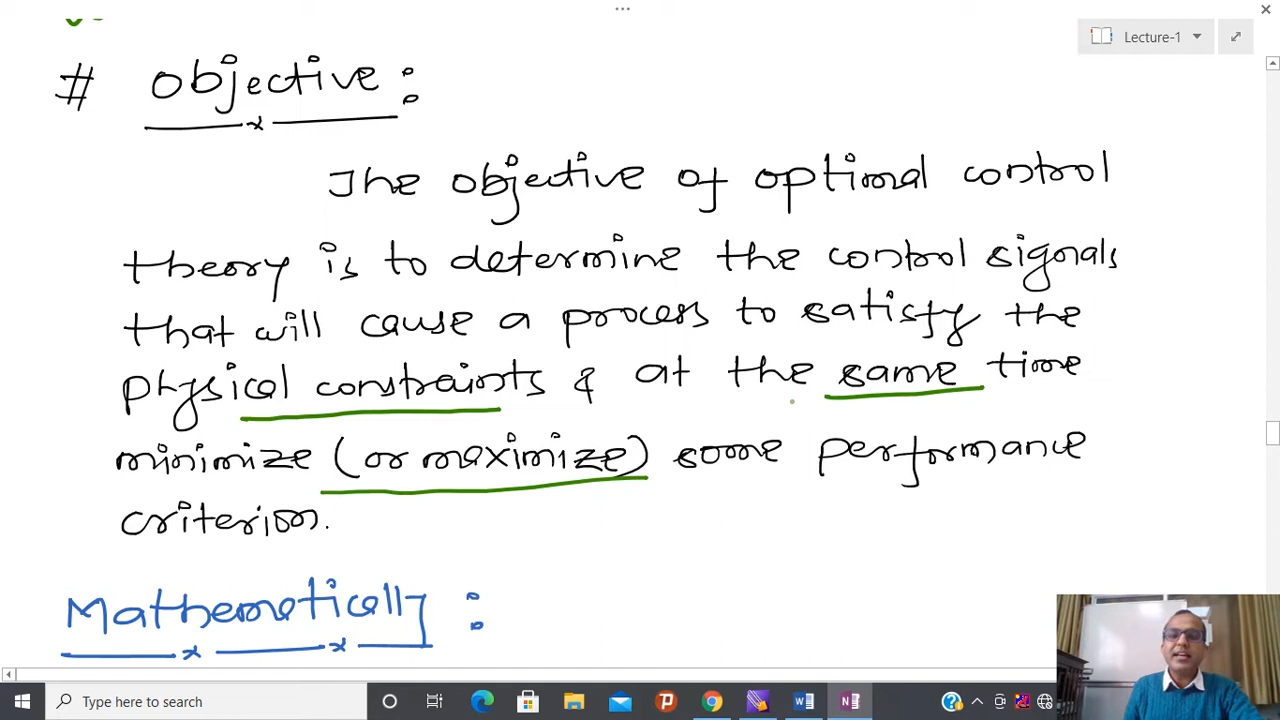 Lecture-1
# Objective:
The objective of optimal control
theory is to determine the control signals
that will cause a process to satisfy the
physical constraints & at the same time
minimize (or maximize) some performance
criterion.
Mathemetically:
Type here to search